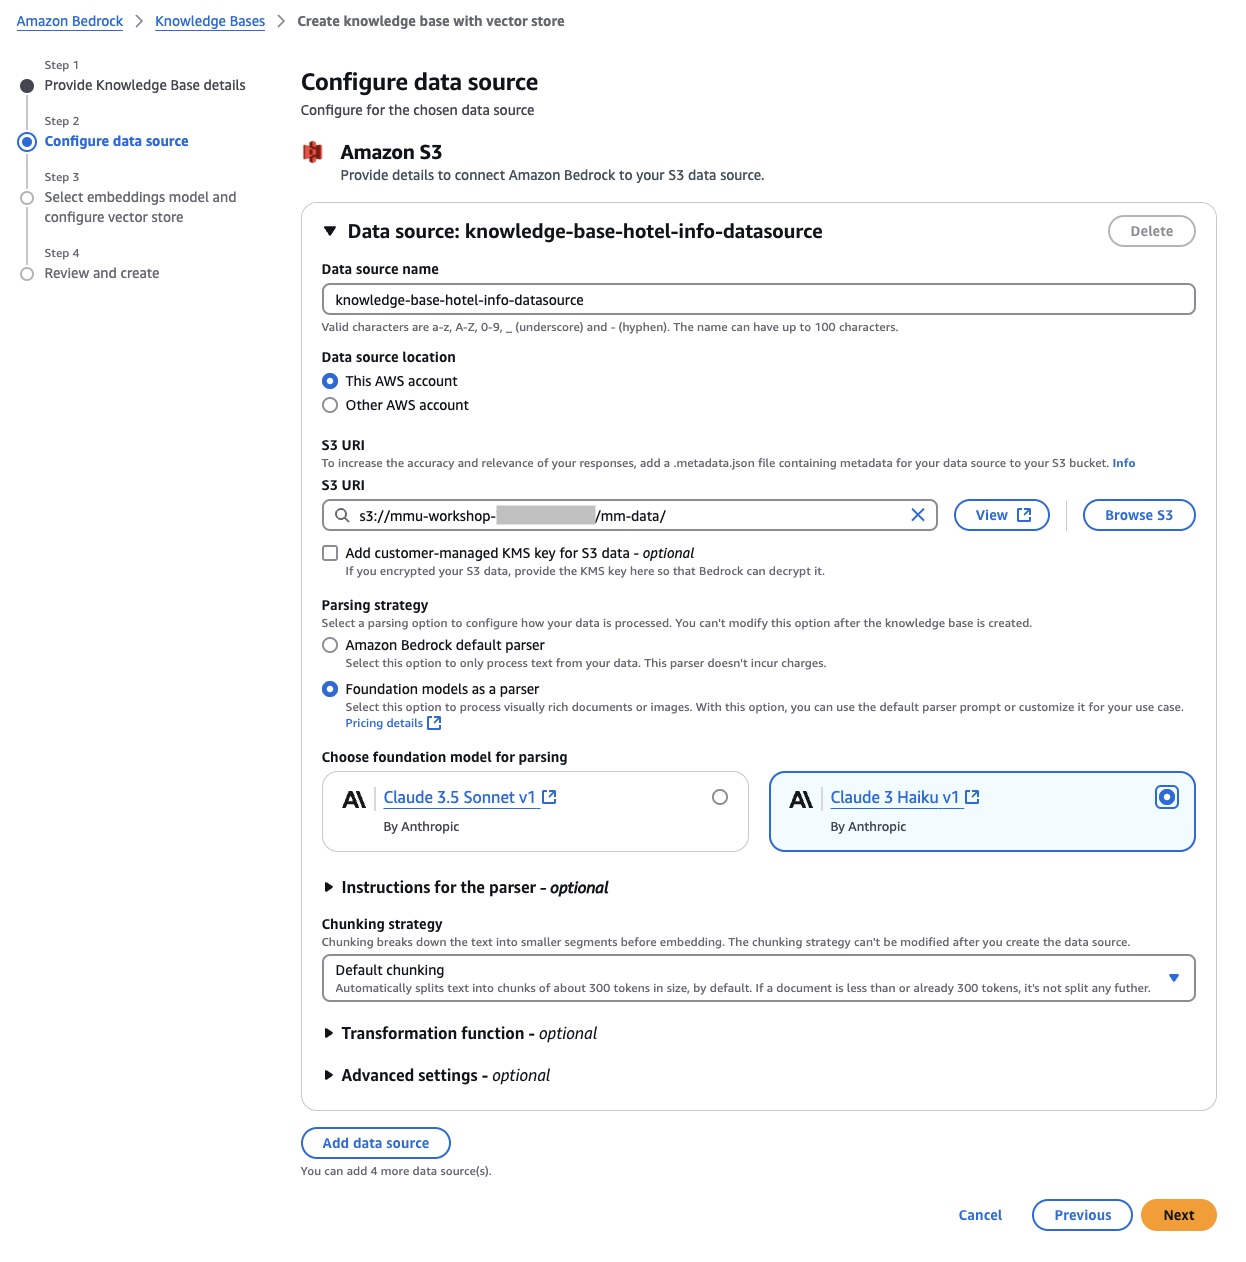 Amazon Bedrock > Knowledge Bases > Create knowledge base with vector store
Step 1
Provide Knowledge Base details
Step 2
Configure data source
Step 3
Select embeddings model and
configure vector store
Step 4
Review and create
Configure data source
Configure for the chosen data source
Amazon S3
Provide details to connect Amazon Bedrock to your S3 data source.
Data source: knowledge-base-hotel-info-datasource
Delete
Data source name
knowledge-base-hotel-info-datasource
Valid characters are a-z, A-Z, 0-9, _ (underscore) and - (hyphen). The name can have up to 100 characters.
Data source location
This AWS account
Other AWS account
S3 URI
To increase the accuracy and relevance of your responses, add a .metadata.json file containing metadata for your data source to your S3 bucket. Info
S3 URI
s3://mmu-workshop- /mm-data/
View
Browse S3
Add customer-managed KMS key for S3 data - optional
If you encrypted your S3 data, provide the KMS key here so that Bedrock can decrypt it.
Parsing strategy
Select a parsing option to configure how your data is processed. You can't modify this option after the knowledge base is created.
Amazon Bedrock default parser
Select this option to only process text from your data. This parser doesn't incur charges.
Foundation models as a parser
Select this option to process visually rich documents or images. With this option, you can use the default parser prompt or customize it for your use case.
Pricing details
Choose foundation model for parsing
Claude 3.5 Sonnet v1
By Anthropic
Claude 3 Haiku v1
By Anthropic
Instructions for the parser - optional
Chunking strategy
Chunking breaks down the text into smaller segments before embedding. The chunking strategy can't be modified after you create the data source.
Default chunking
Automatically splits text into chunks of about 300 tokens in size, by default. If a document is less than or already 300 tokens, it's not split any futher.
Transformation function - optional
Advanced settings - optional
Add data source
You can add 4 more data source(s).
Cancel
Previous
Next